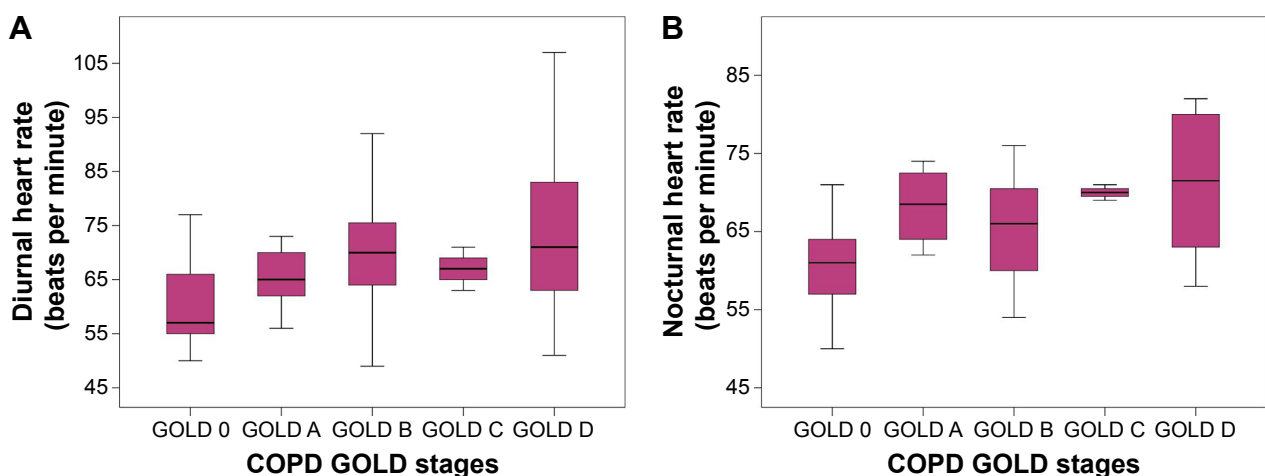 A
Diurnal heart rate
(beats per minute)
105
95
85
75
65
55
45
GOLD 0 GOLD A GOLD B GOLD C GOLD D
COPD GOLD stages
B
Nocturnal heart rate
(beats per minute)
85
75
65
55
45
GOLD 0 GOLD A GOLD B GOLD C GOLD D
COPD GOLD stages